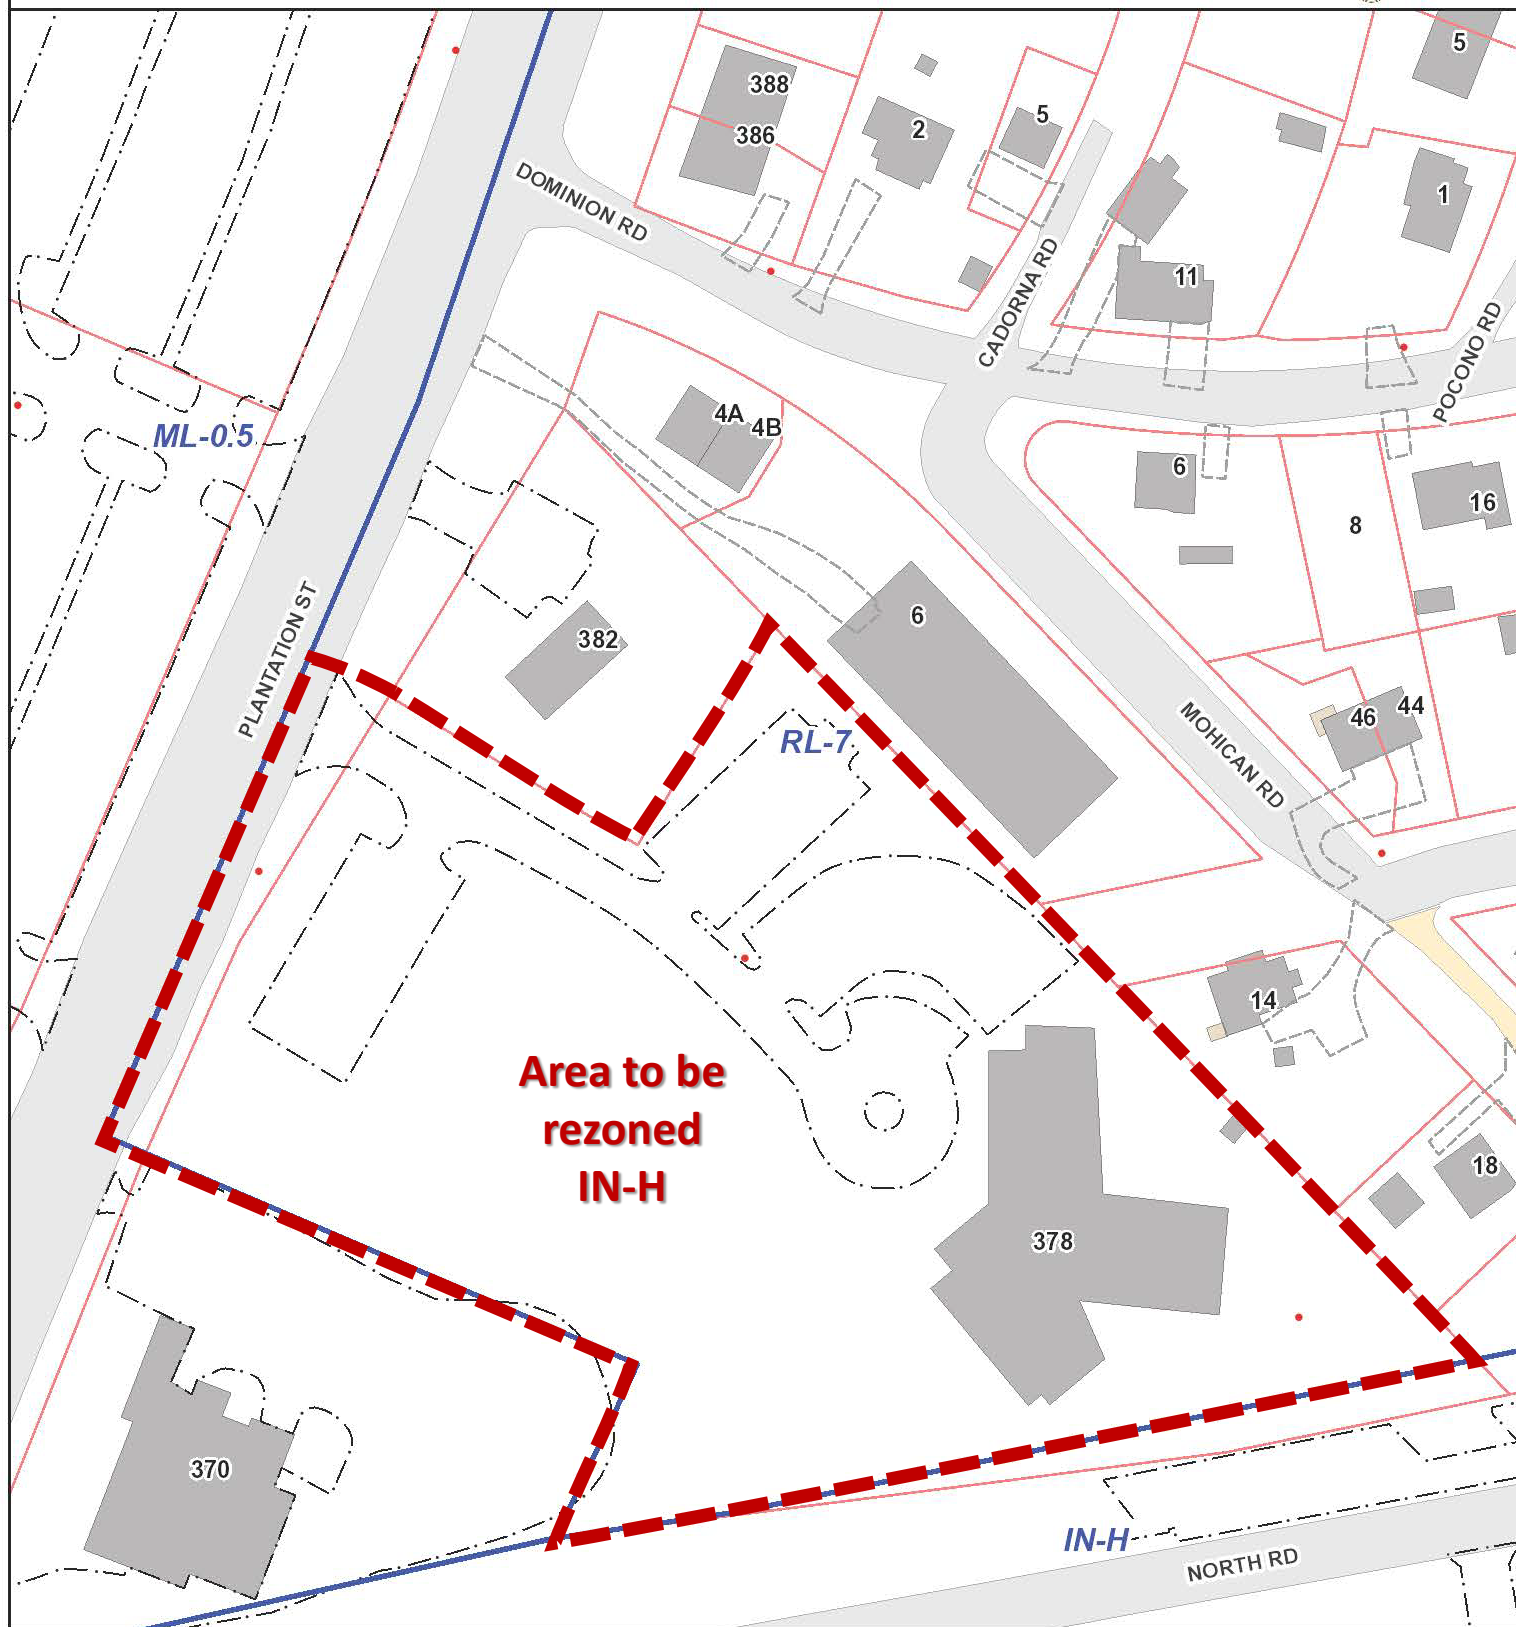 5
388
386
2
5
1
DOMINION RD
CADORNA RD
11
POCONO RD
4A
4B
ML-0.5
6
16
8
PLANTATION ST
382
6
46
44
RL-7
MOHICAN RD
14
Area to be
rezoned
IN-H
18
378
370
IN-H
NORTH RD